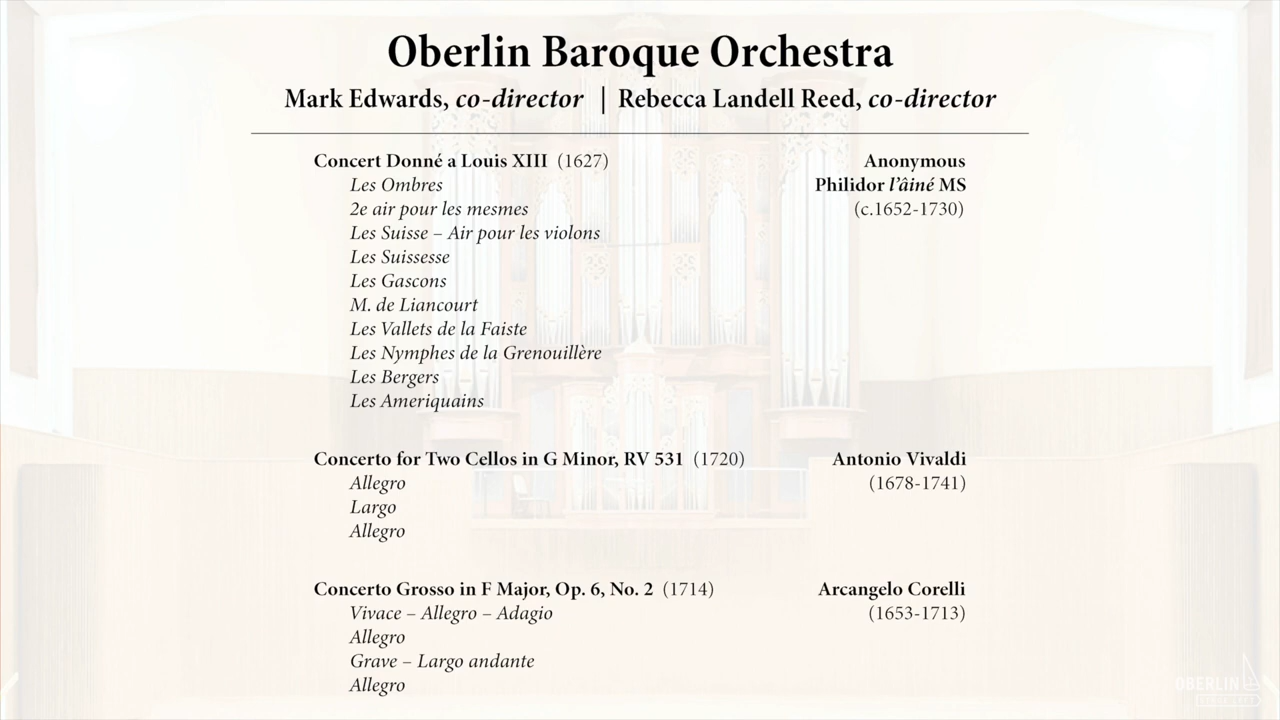 Oberlin Baroque Orchestra
Mark Edwards, co-director | Rebecca Landell Reed, co-director
Concert Donné a Louis XIII (1627) Anonymous
Les Ombres Philidor l'âiné MS
2e air pour les mesmes (c.1652-1730)
Les Suisse – Air pour les violons
Les Suissesse
Les Gascons
M. de Liancourt
Les Vallets de la Faiste
Les Nymphes de la Grenouillère
Les Bergers
Les Ameriquains
Concerto for Two Cellos in G Minor, RV 531 (1720) Antonio Vivaldi
Allegro (1678-1741)
Largo
Allegro
Concerto Grosso in F Major, Op. 6, No. 2 (1714) Arcangelo Corelli
Vivace – Allegro – Adagio (1653-1713)
Allegro
Grave – Largo andante
Allegro
OBERLIN